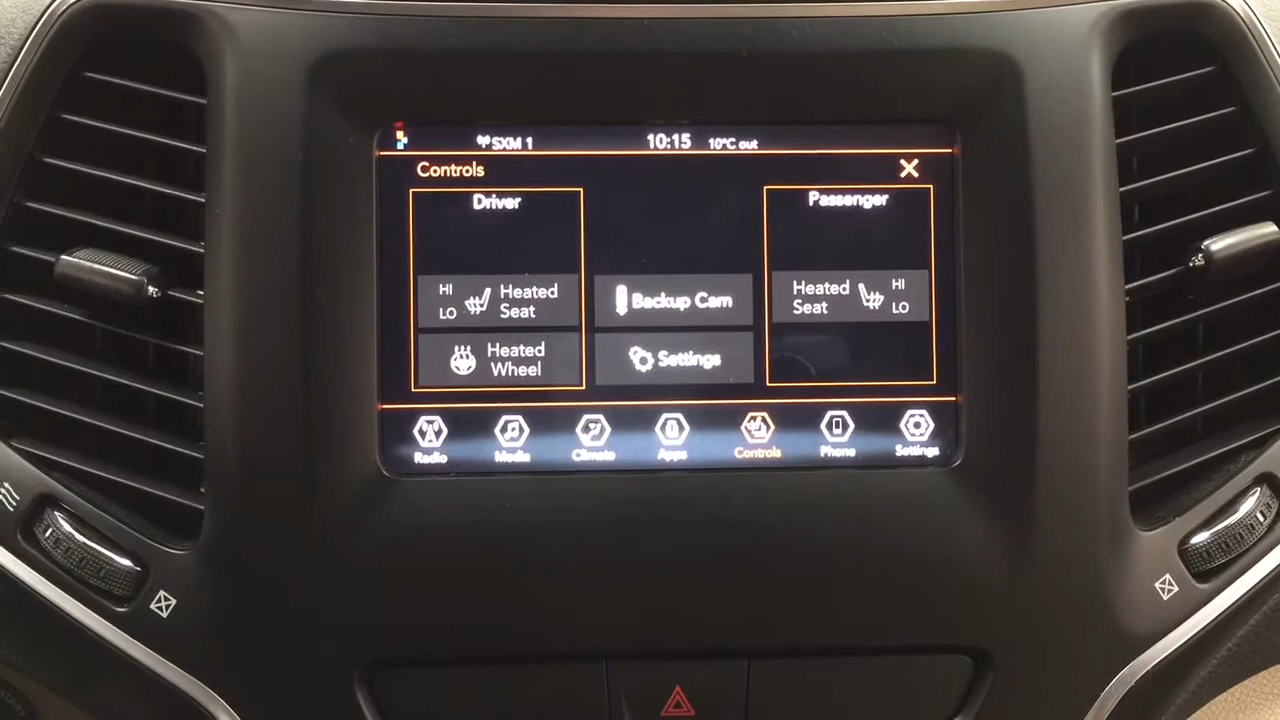 SXM 1
10:15
10°C out
Controls
Driver
Passenger
HI
LO
Heated
Seat
Backup Cam
Heated
Seat
HI
LO
Heated
Wheel
Settings
Radio
Media
Climate
Apps
Controls
Phone
Settings